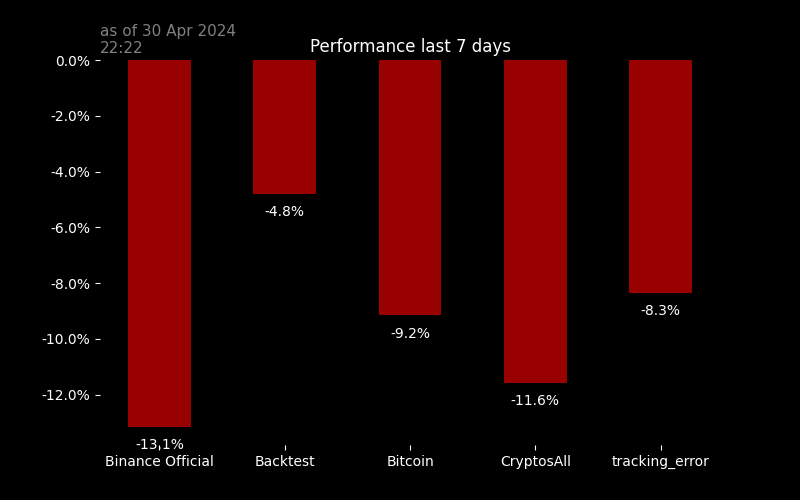 as of 30 Apr 2024
22:22
Performance last 7 days
0.0%
-2.0%
-4.0%
-6.0%
-8.0%
-10.0%
-12.0%
-13.1%
-4.8%
-9.2%
-11.6%
-8.3%
Binance Official
Backtest
Bitcoin
CryptosAll
tracking_error